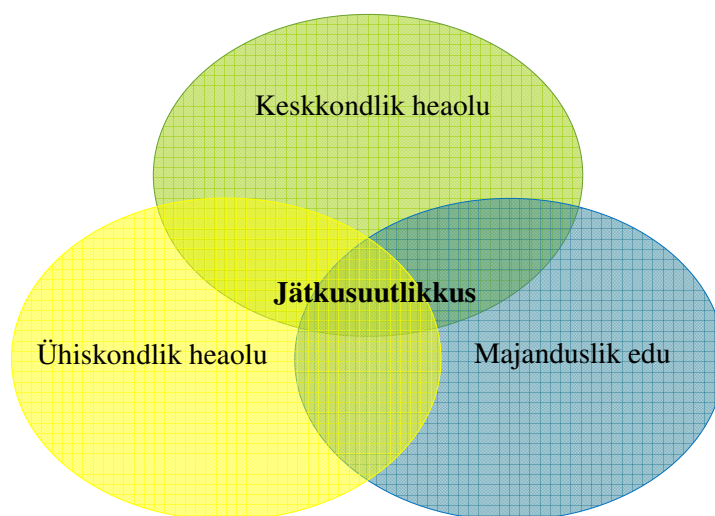 Keskkondlik heaolu
Jätkusuutlikkus
Ühiskondlik heaolu
Majanduslik edu